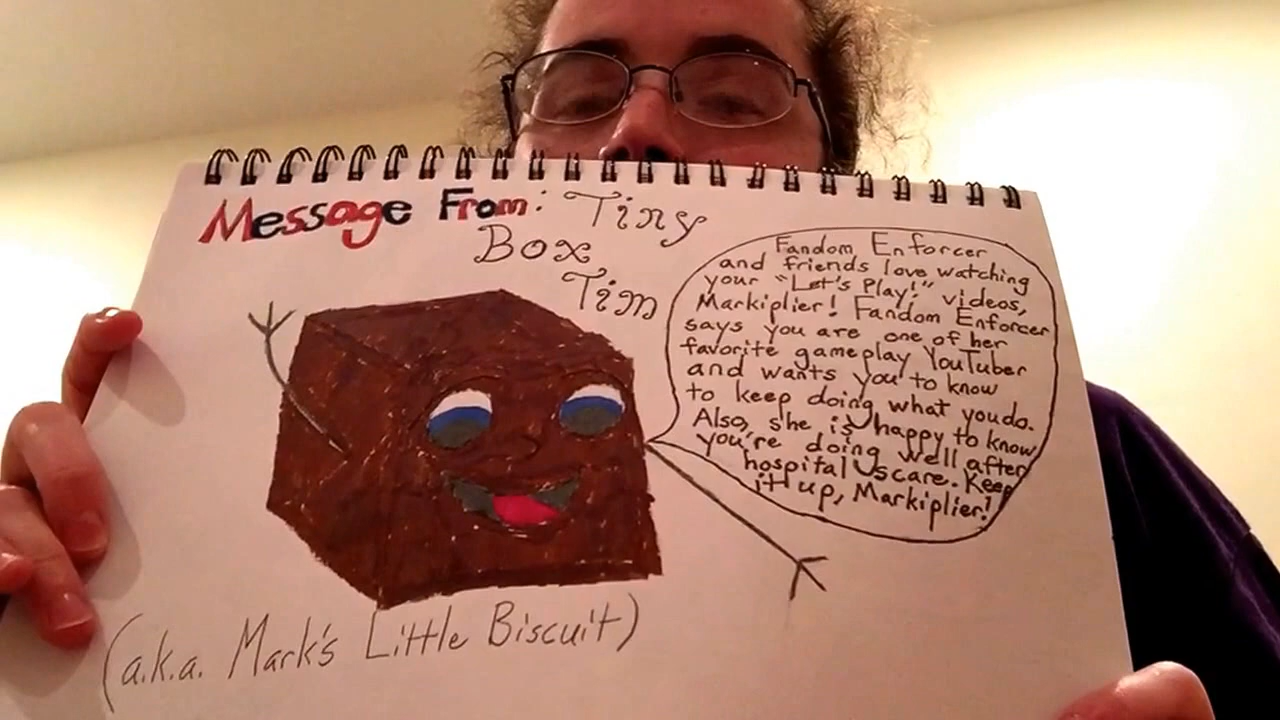 Message From: Tiny
Box
Tim
Fandom Enforcer
and friends love watching
your "Let's Play!" videos,
Markiplier! Fandom Enforcer
says you are one of her
favorite gameplay YouTuber
and wants you to know
to keep doing what you do.
Also, she is happy to know
you're doing well after
hospital scare. Keep
it up, Markiplier!
(a.k.a. Mark's Little Biscuit)